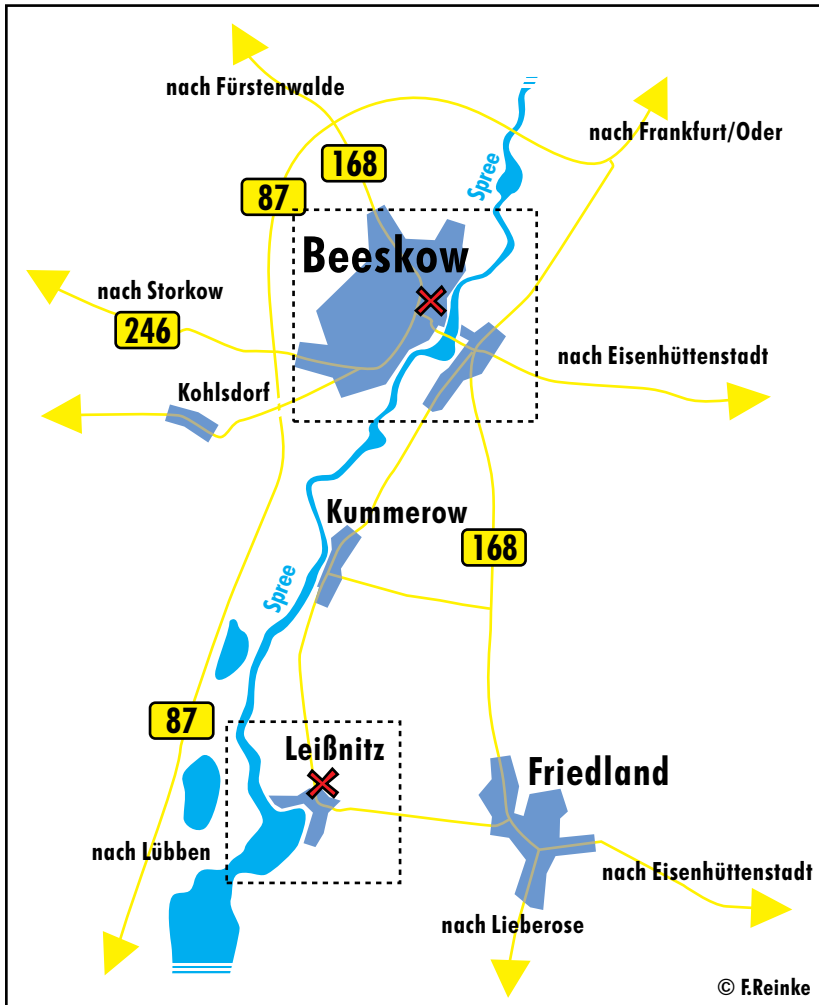 nach Fürstenwalde
nach Frankfurt/Oder
168
Spree
87
Beeskow
nach Storkow
246
nach Eisenhüttenstadt
Kohlsdorf
Kummerow
168
Spree
87
Leißnitz
Friedland
nach Lübben
nach Eisenhüttenstadt
nach Lieberose
© F.Reinke